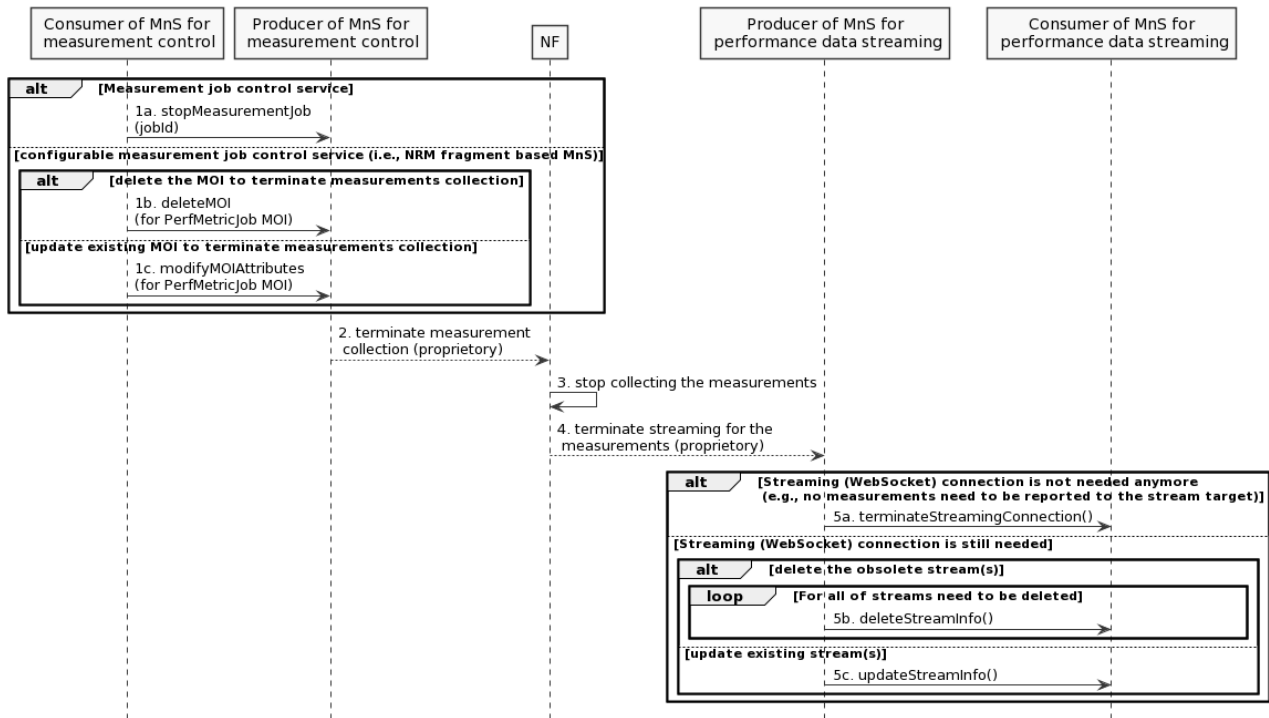 Consumer of MnS for
measurement control
Producer of MnS for
measurement control
NF
Producer of MnS for
performance data streaming
Consumer of MnS for
performance data streaming
alt
[Measurement job control service]
1a. stopMeasurementJob
(jobId)
[configurable measurement job control service (i.e., NRM fragment based MnS)]
alt
[delete the MOI to terminate measurements collection]
1b. deleteMOI
(for PerfMetricJob MOI)
[update existing MOI to terminate measurements collection]
1c. modifyMOIAttributes
(for PerfMetricJob MOI)
2. terminate measurement
collection (proprietory)
3. stop collecting the measurements
4. terminate streaming for the
measurements (proprietory)
alt
[Streaming (WebSocket) connection is not needed anymore
(e.g., no measurements need to be reported to the stream target)]
5a. terminateStreamingConnection()
[Streaming (WebSocket) connection is still needed]
alt
[delete the obsolete stream(s)]
loop
[For all of streams need to be deleted]
5b. deleteStreamInfo()
[update existing stream(s)]
5c. updateStreamInfo()